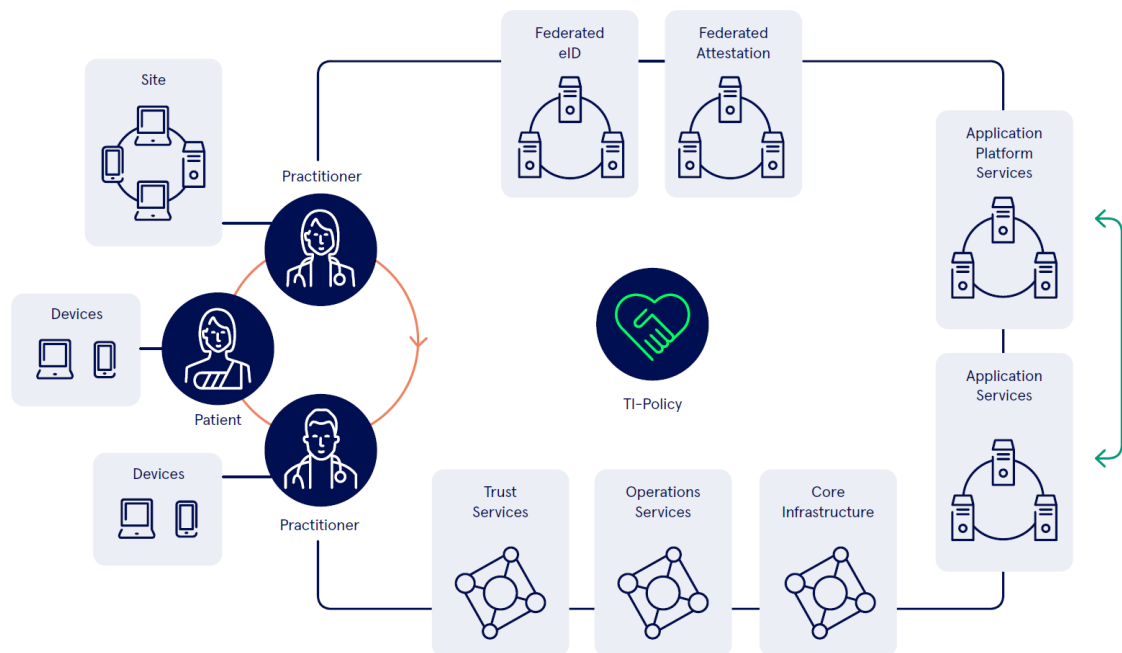 Federated
eID
Federated
Attestation
Site
Application
Platform
Services
Practitioner
Devices
Patient
TI-Policy
Application
Services
Devices
Practitioner
Trust
Services
Operations
Services
Core
Infrastructure